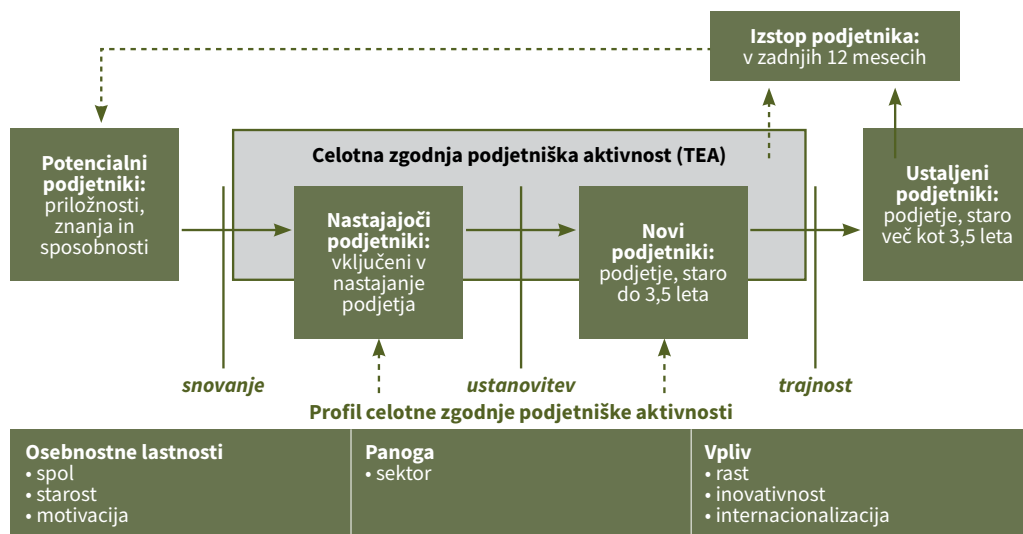 Izstop podjetnika:
v zadnjih 12 mesecih
Potencialni
podjetniki:
priložnosti,
znanja in
sposobnosti
Celotna zgodnja podjetniška aktivnost (TEA)
Nastajajoči
podjetniki:
vključeni v
nastajanje
podjetja
Novi
podjetniki:
podjetje, staro
do 3,5 leta
Ustaljeni
podjetniki:
podjetje, staro
več kot 3,5 leta
snovanje
ustanovitev
trajnost
Profil celotne zgodnje podjetniške aktivnosti
Osebnostne lastnosti
• spol
• starost
• motivacija
Panoga
• sektor
Vpliv
• rast
• inovativnost
• internacionalizacija